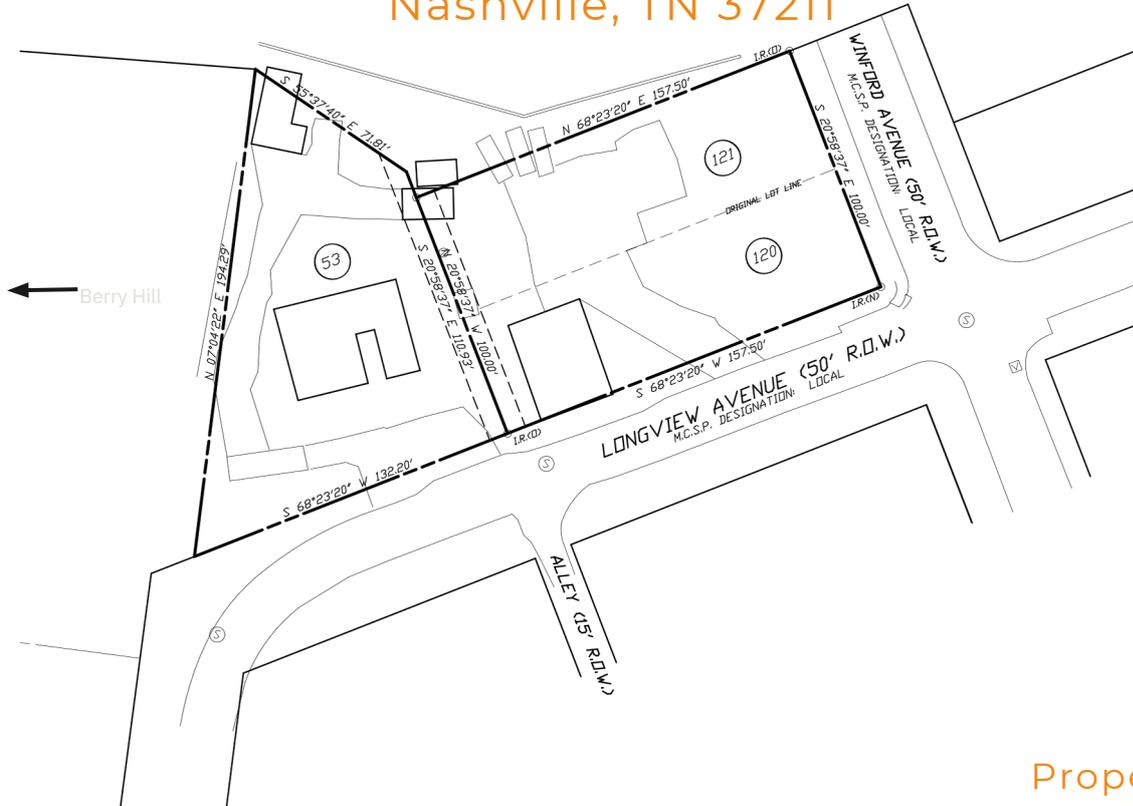 Nashville, TN 37211
I.R.(O)
N 68°23'20" E 157.50'
S 55°37'40" E 71.81'
WINFORD AVENUE (50' R.O.W.)
M.C.S.P. DESIGNATION: LOCAL
S 20°58'37" E 100.00'
121
ORIGINAL LOT LINE
120
53
N 07°04'22" E 194.29'
Berry Hill
S 20°58'37" E 110.93'
N 20°58'37" W 100.00'
I.R.(N)
S 68°23'20" W 157.50'
LONGVIEW AVENUE (50' R.O.W.)
M.C.S.P. DESIGNATION: LOCAL
I.R.(O)
S
S
V
S 68°23'20" W 132.20'
ALLEY (15' R.O.W.)
S
Prope